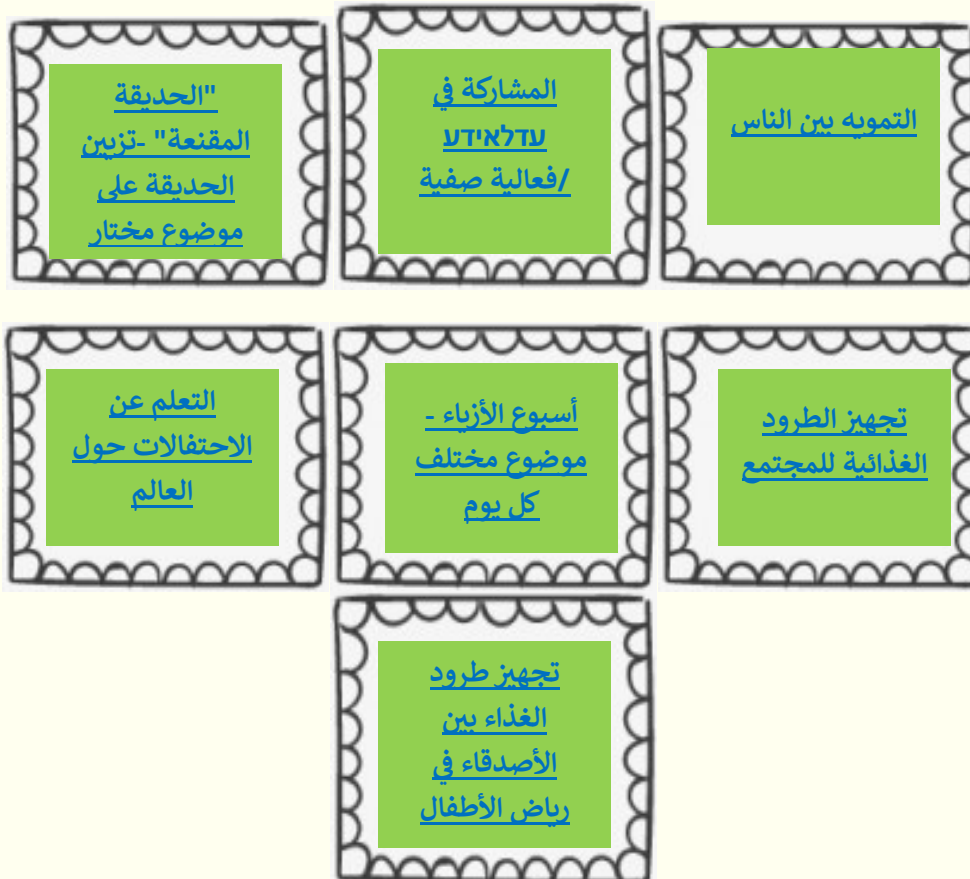 التمويه بين الناس
المشاركة في
עדלאידע
/فعالية صفية
"الحديقة
المقنعة" -تزيين
الحديقة على
موضوع مختار
تجهيز الطرود
الغذائية للمجتمع
أسبوع الأزياء -
موضوع مختلف
كل يوم
التعلم عن
الاحتفالات حول
العالم
تجهيز طرود
الغذاء بين
الأصدقاء في
رياض الأطفال